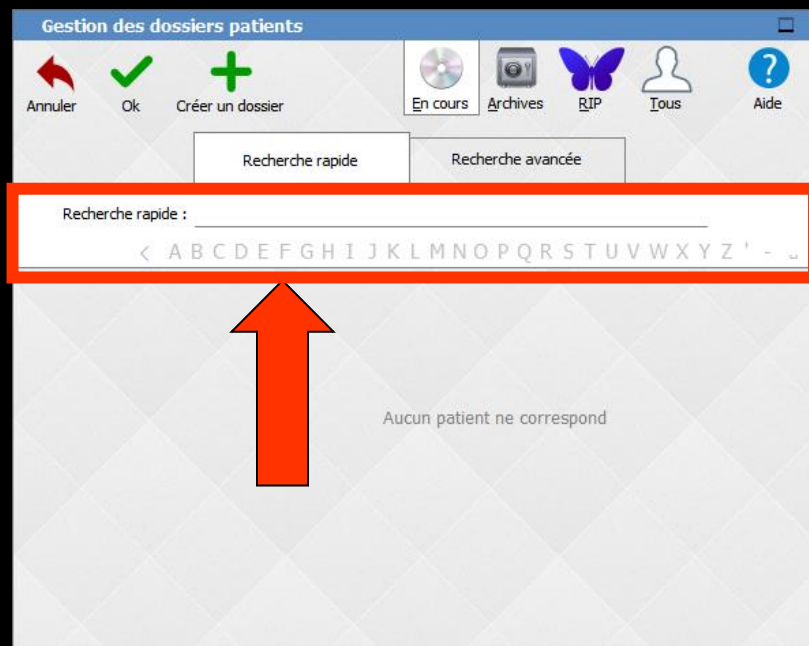 Gestion des dossiers patients
Annuler Ok Créer un dossier En cours Archives RIP Tous Aide
Recherche rapide Recherche avancée
Recherche rapide :
< A B C D E F G H I J K L M N O P Q R S T U V W X Y Z ' - ␣
Aucun patient ne correspond